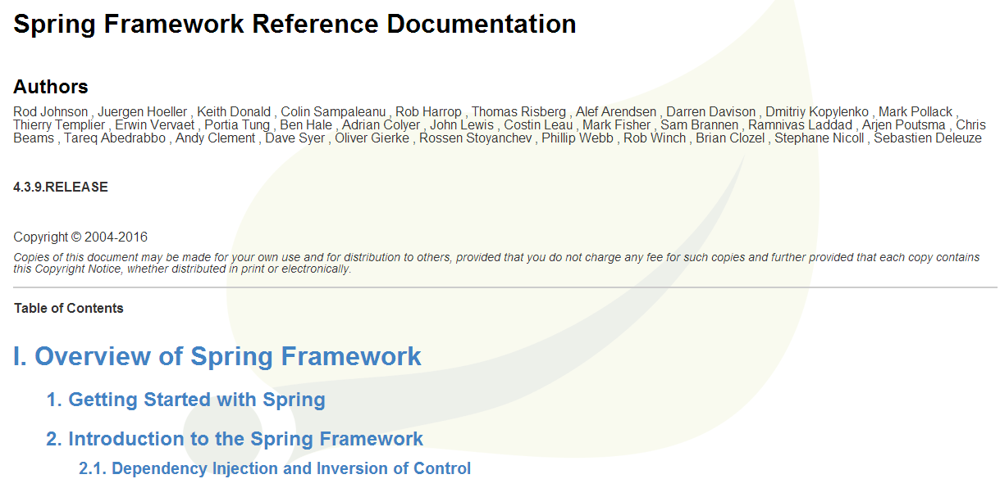 Spring Framework Reference Documentation
Authors
Rod Johnson , Juergen Hoeller , Keith Donald , Colin Sampaleanu , Rob Harrop , Thomas Risberg , Alef Arendsen , Darren Davison , Dmitriy Kopylenko , Mark Pollack ,
Thierry Templier , Erwin Vervaet , Portia Tung , Ben Hale , Adrian Colyer , John Lewis , Costin Leau , Mark Fisher , Sam Brannen , Ramnivas Laddad , Arjen Poutsma , Chris
Beams , Tareq Abedrabbo , Andy Clement , Dave Syer , Oliver Gierke , Rossen Stoyanchev , Phillip Webb , Rob Winch , Brian Clozel , Stephane Nicoll , Sebastien Deleuze
4.3.9.RELEASE
Copyright © 2004-2016
Copies of this document may be made for your own use and for distribution to others, provided that you do not charge any fee for such copies and further provided that each copy contains
this Copyright Notice, whether distributed in print or electronically.
Table of Contents
I. Overview of Spring Framework
1. Getting Started with Spring
2. Introduction to the Spring Framework
2.1. Dependency Injection and Inversion of Control